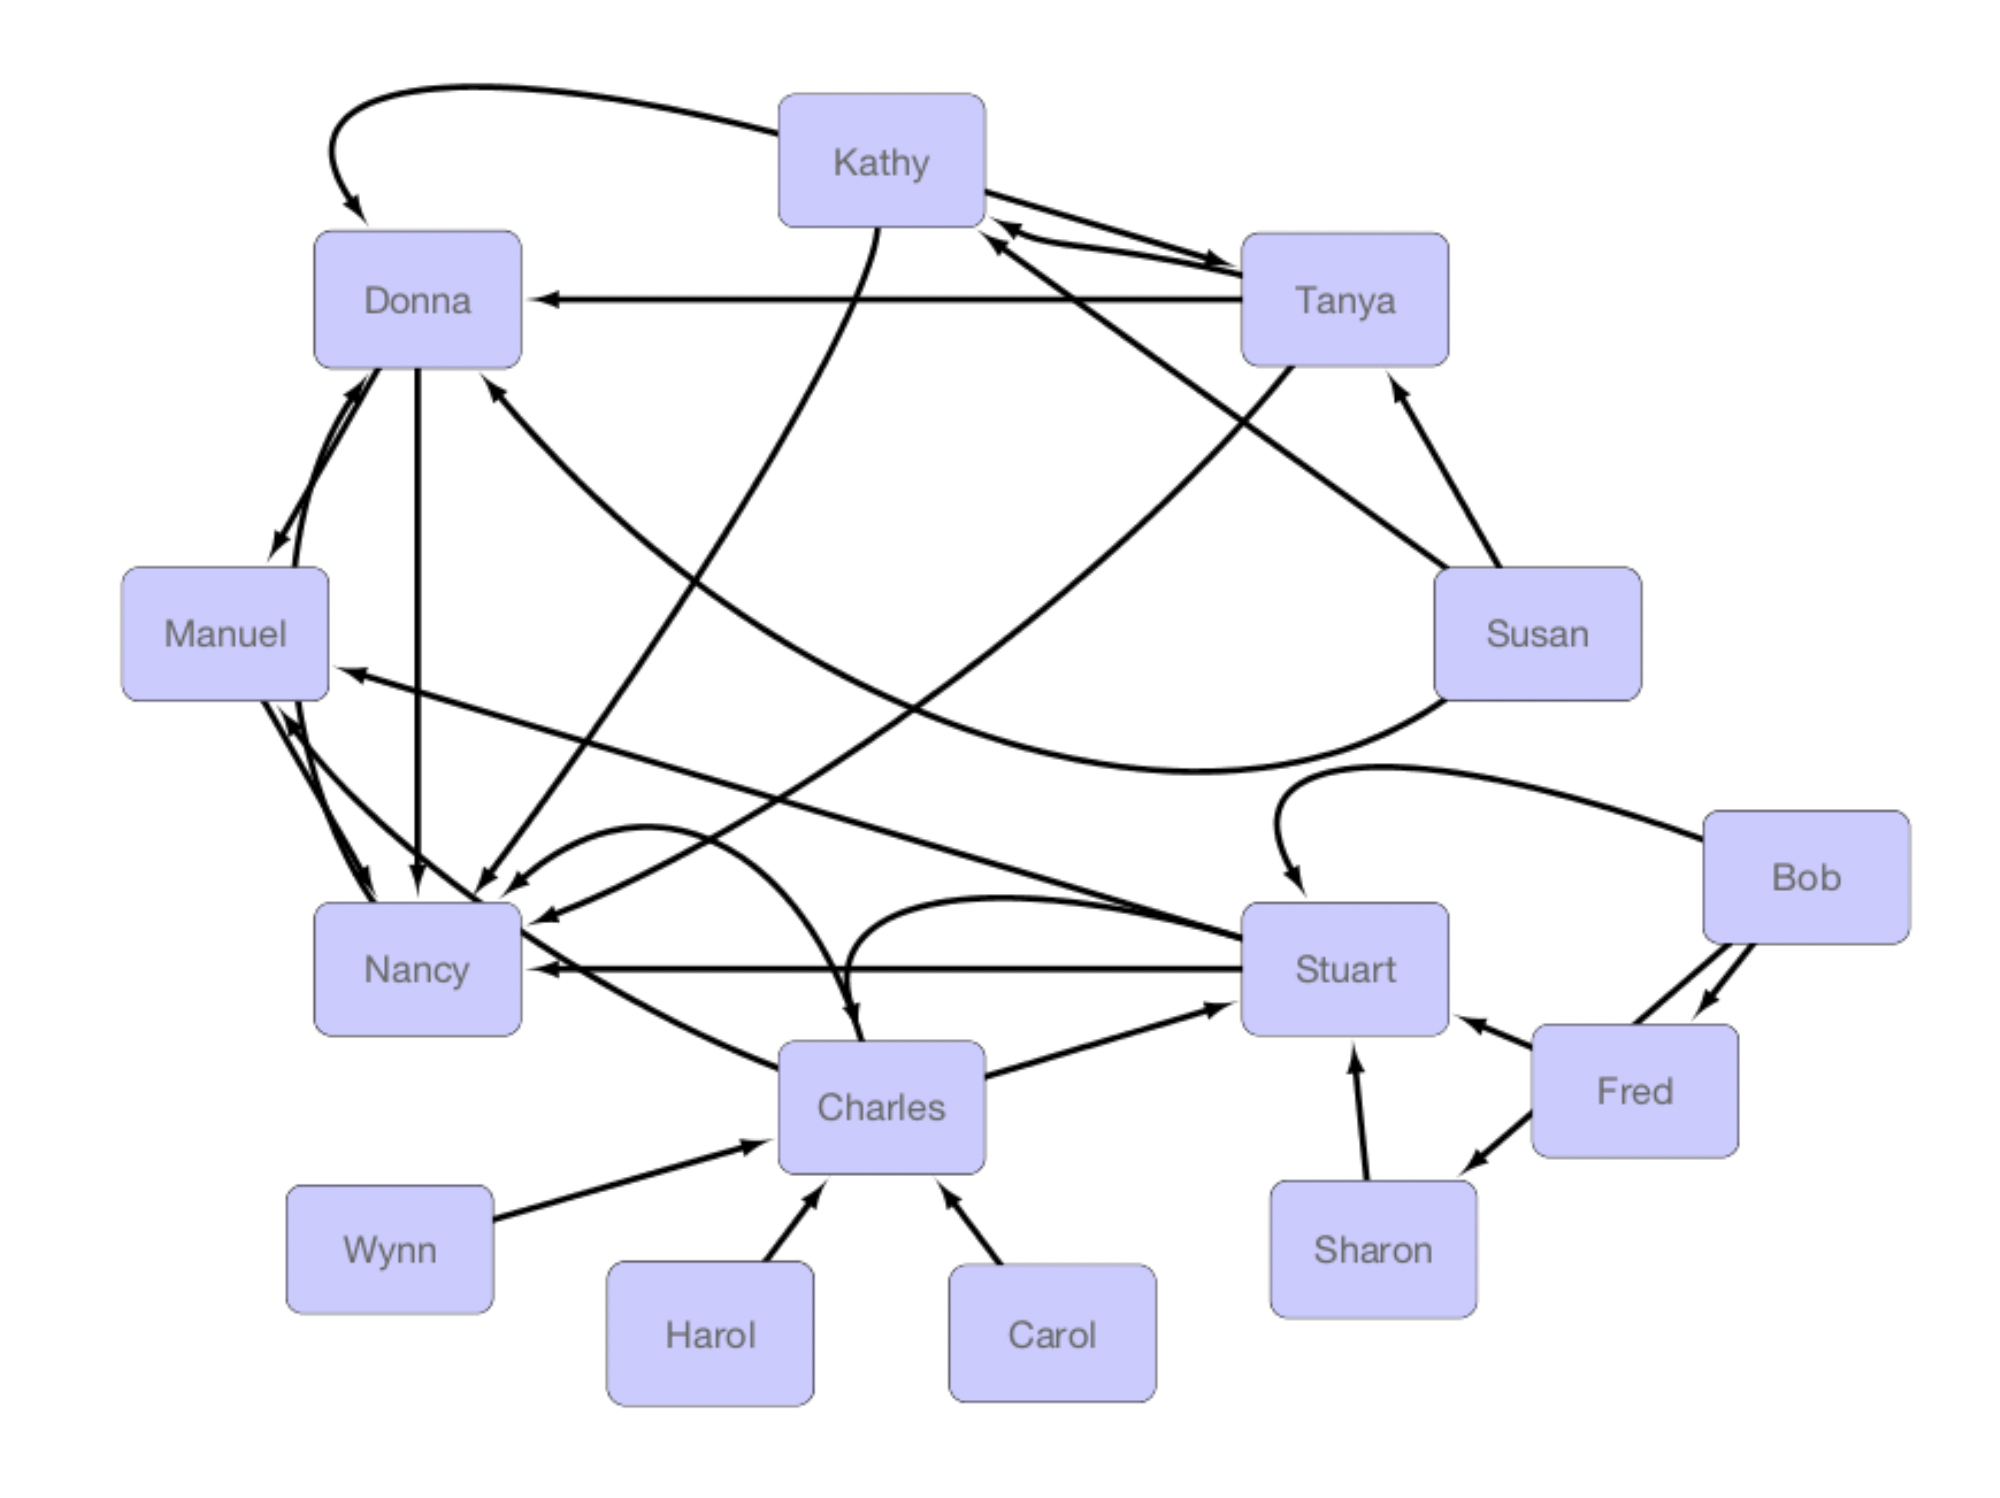 Kathy
Donna
Tanya
Manuel
Susan
Bob
Nancy
Stuart
Fred
Charles
Wynn
Sharon
Harol
Carol